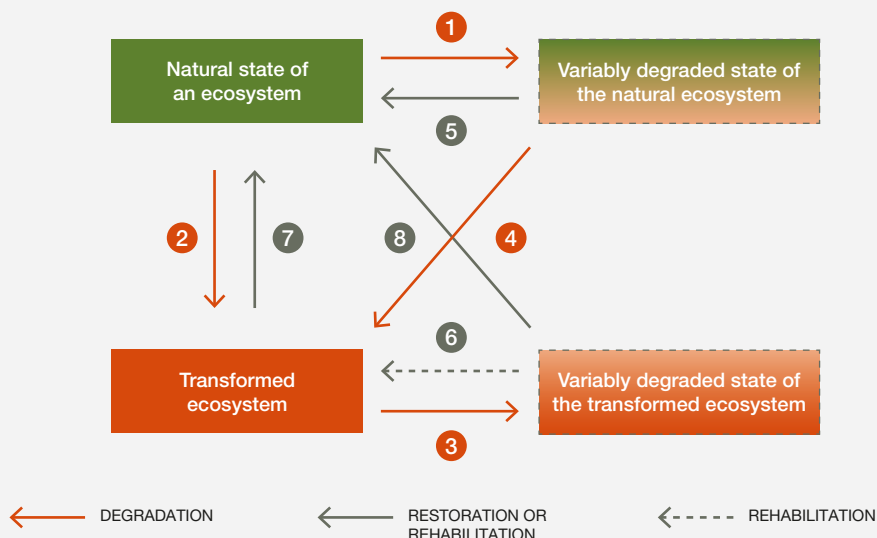 1
Natural state of
an ecosystem
Variably degraded state of
the natural ecosystem
5
2
7
8
4
6
Transformed
ecosystem
Variably degraded state of
the transformed ecosystem
3
DEGRADATION
RESTORATION OR
REHABILITATION
REHABILITATION